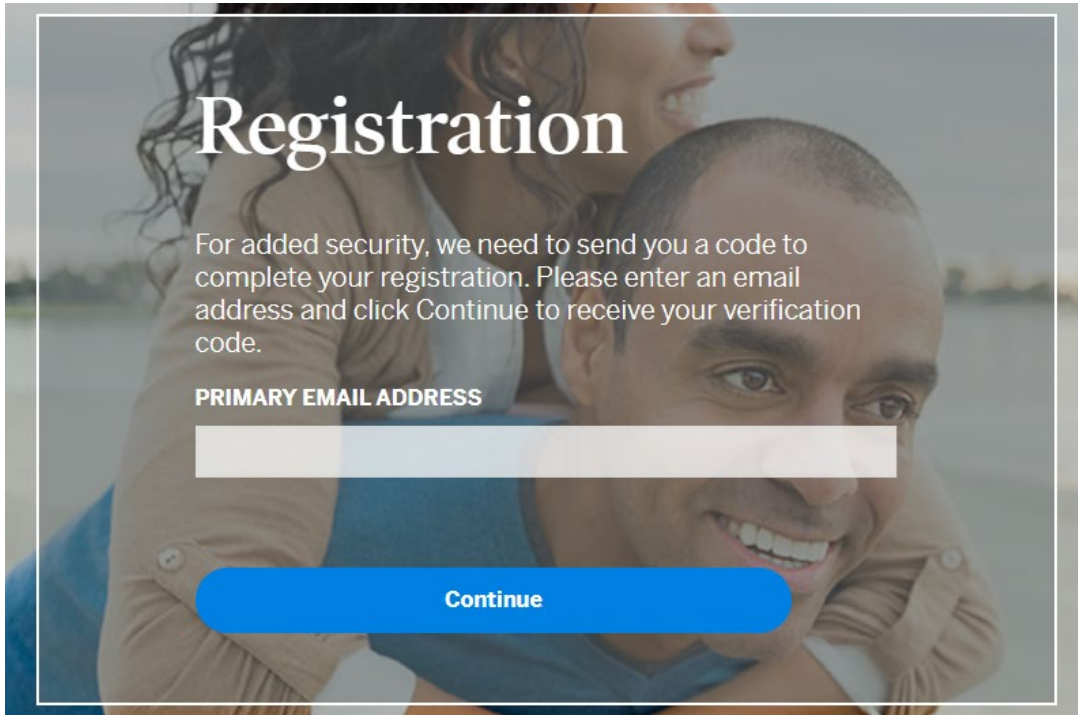 Registration
For added security, we need to send you a code to
complete your registration. Please enter an email
address and click Continue to receive your verification
code.
PRIMARY EMAIL ADDRESS
Continue